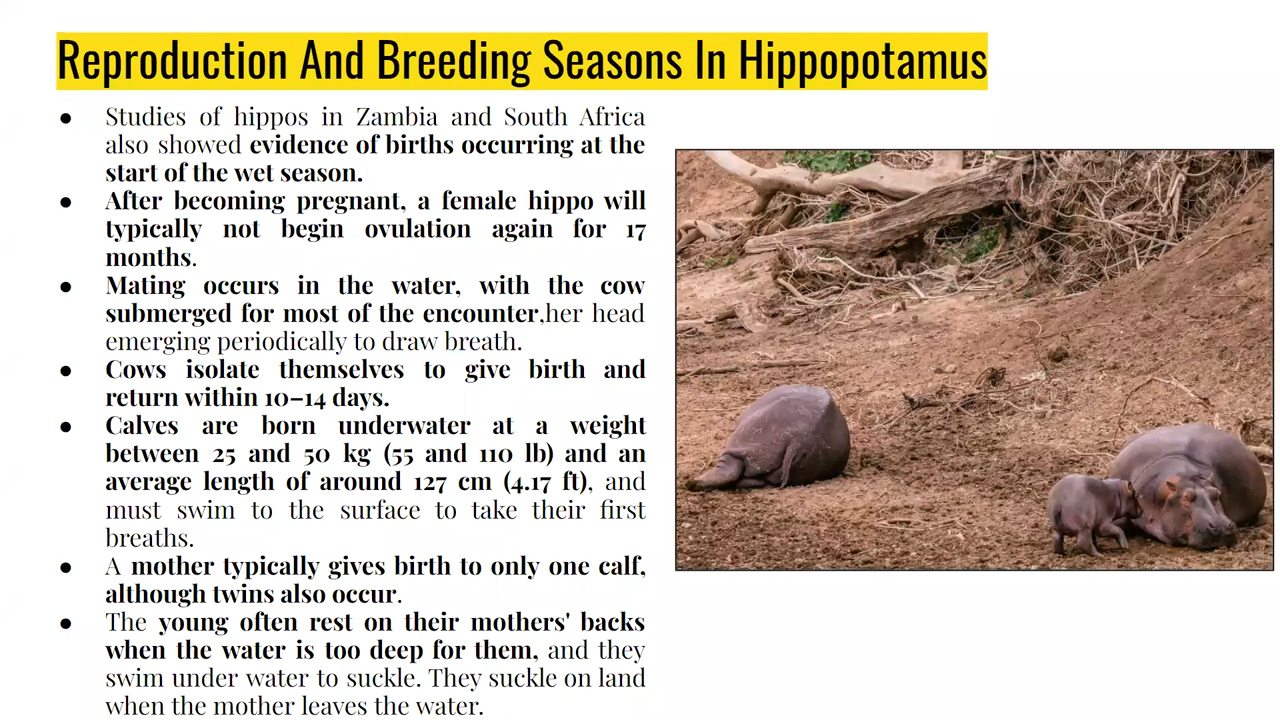 Reproduction And Breeding Seasons In Hippopotamus
● Studies of hippos in Zambia and South Africa
also showed evidence of births occurring at the
start of the wet season.
● After becoming pregnant, a female hippo will
typically not begin ovulation again for 17
months.
● Mating occurs in the water, with the cow
submerged for most of the encounter,her head
emerging periodically to draw breath.
● Cows isolate themselves to give birth and
return within 10–14 days.
● Calves are born underwater at a weight
between 25 and 50 kg (55 and 110 lb) and an
average length of around 127 cm (4.17 ft), and
must swim to the surface to take their first
breaths.
● A mother typically gives birth to only one calf,
although twins also occur.
● The young often rest on their mothers' backs
when the water is too deep for them, and they
swim under water to suckle. They suckle on land
when the mother leaves the water.